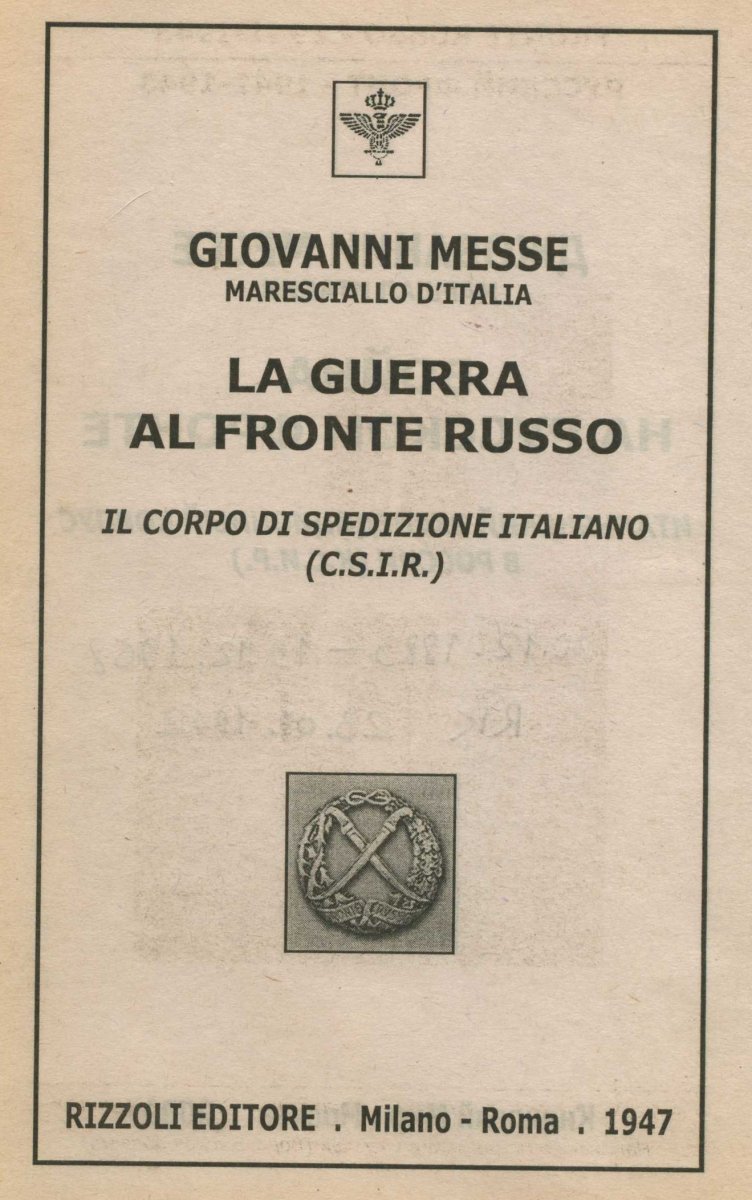 GIOVANNI MESSE
MARESCIALLO D'ITALIA
LA GUERRA
AL FRONTE RUSSO
IL CORPO DI SPEDIZIONE ITALIANO
(C.S.I.R.)
RIZZOLI EDITORE . Milano - Roma . 1947